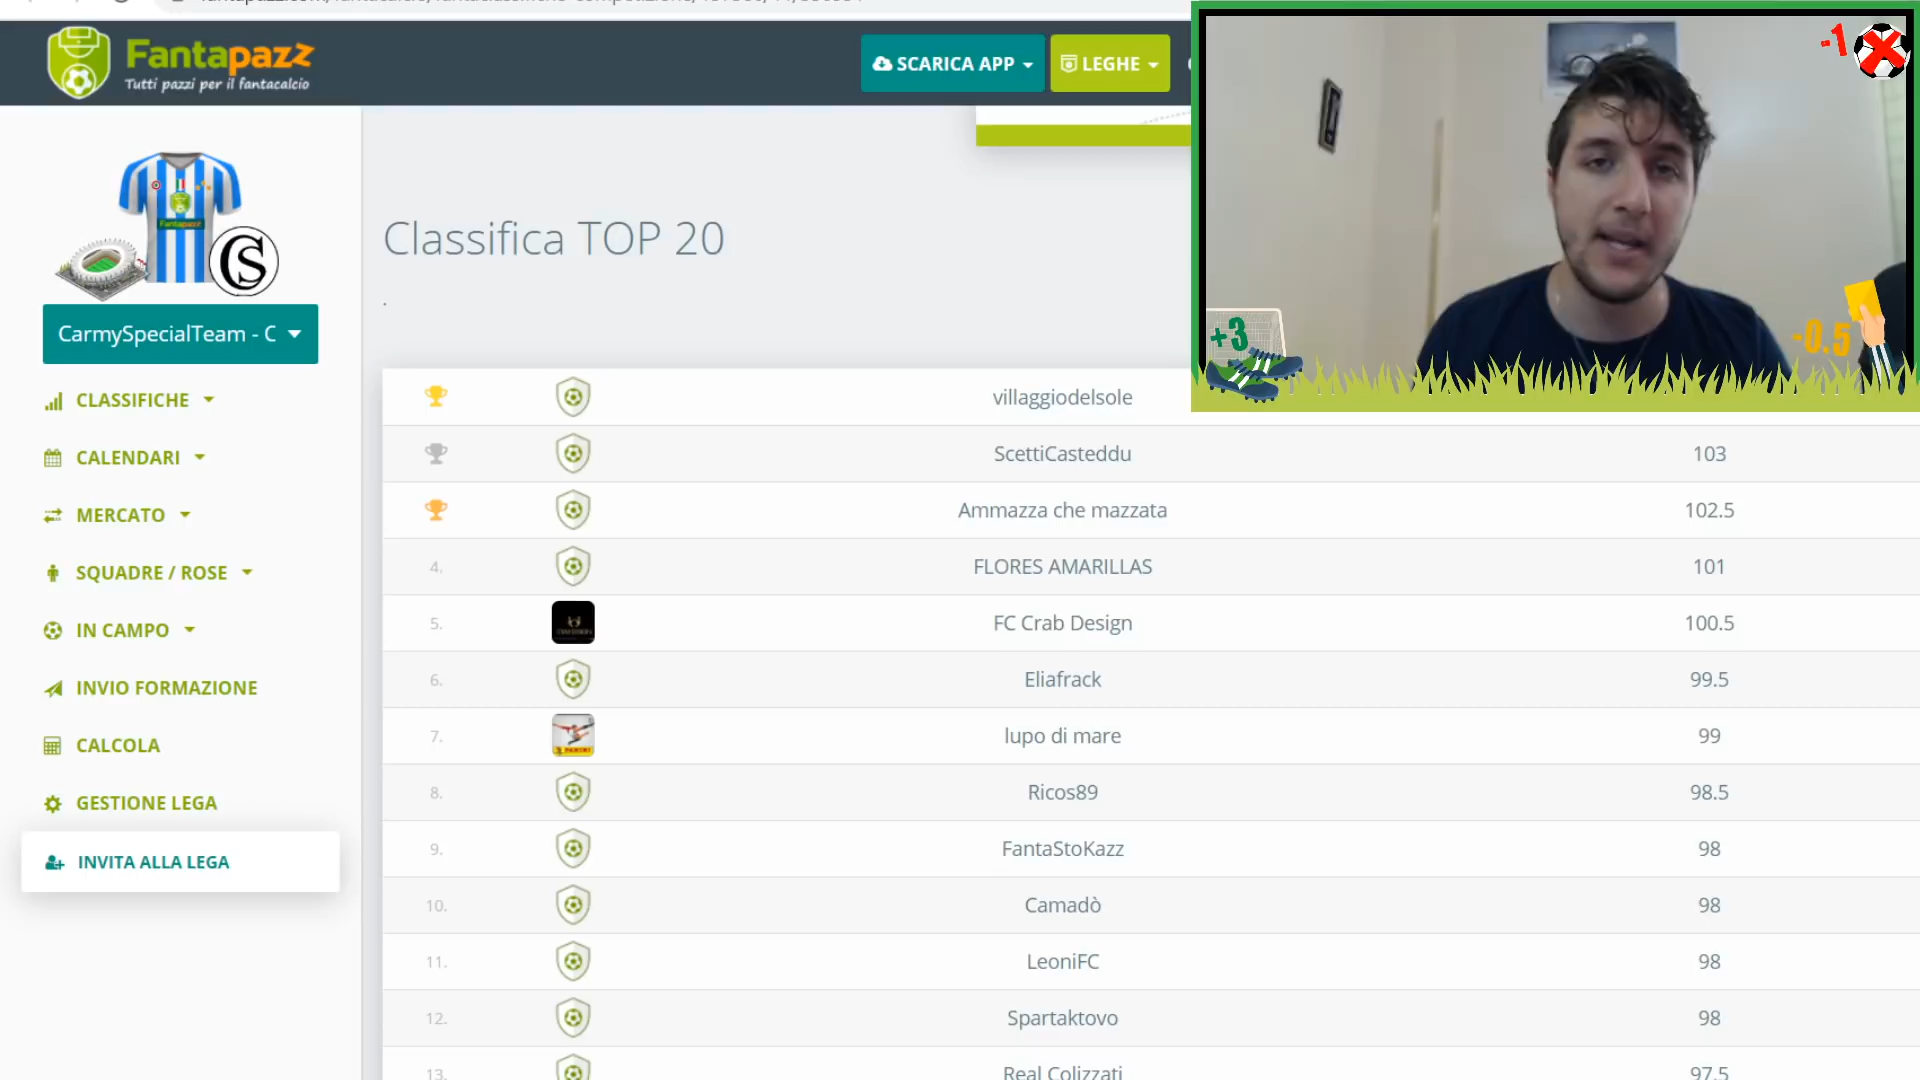 Fantapazz
Tutti pazzi per il fantacalcio
SCARICA APP
LEGHE
-1
+3
-0.5
Fantapazz
CS
CarmySpecialTeam - C
CLASSIFICHE
CALENDARI
MERCATO
SQUADRE / ROSE
IN CAMPO
INVIO FORMAZIONE
CALCOLA
GESTIONE LEGA
INVITA ALLA LEGA
Classifica TOP 20
.
villaggiodelsole
ScettiCasteddu 103
Ammazza che mazzata 102.5
4. FLORES AMARILLAS 101
5. FC Crab Design 100.5
6. Eliafrack 99.5
7. PANINI lupo di mare 99
8. Ricos89 98.5
9. FantaStoKazz 98
10. Camadò 98
11. LeoniFC 98
12. Spartaktovo 98
13. Real Colizzati 97.5